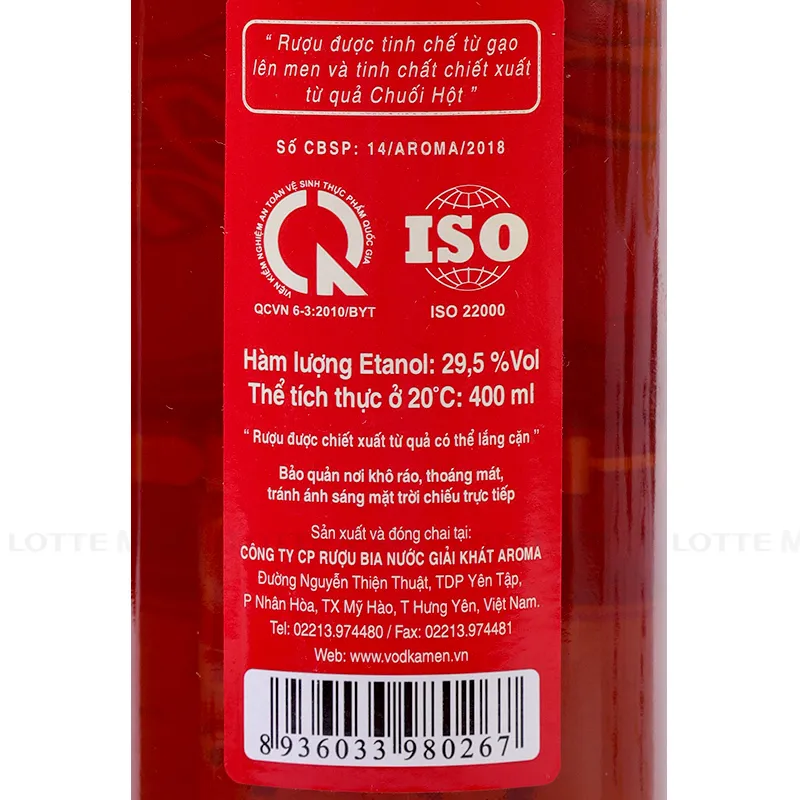 “ Rượu được tinh chế từ gạo
lên men và tinh chất chiết xuất
từ quả Chuối Hột ”
Số CBSP: 14/AROMA/2018
VIỆN KIỂM NGHIỆM AN TOÀN VỆ SINH THỰC PHẨM QUỐC GIA
QCVN 6-3:2010/BYT
ISO
ISO 22000
Hàm lượng Etanol: 29,5 %Vol
Thể tích thực ở 20°C: 400 ml
“ Rượu được chiết xuất từ quả có thể lắng cặn ”
Bảo quản nơi khô ráo, thoáng mát,
tránh ánh sáng mặt trời chiếu trực tiếp
Sản xuất và đóng chai tại:
CÔNG TY CP RƯỢU BIA NƯỚC GIẢI KHÁT AROMA
Đường Nguyễn Thiện Thuật, TDP Yên Tập,
P Nhân Hòa, TX Mỹ Hào, T Hưng Yên, Việt Nam.
Tel: 02213.974480 / Fax: 02213.974481
Web: www.vodkamen.vn
8 936033 980267
LOTTE M
LOTTE M